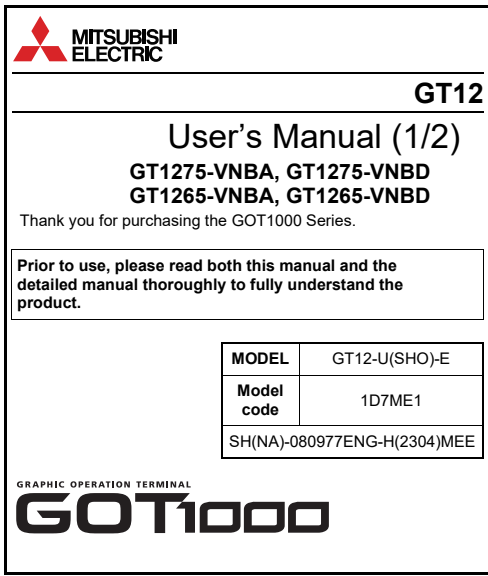 MITSUBISHI
ELECTRIC
GT12
User's Manual (1/2)
GT1275-VNBA, GT1275-VNBD
GT1265-VNBA, GT1265-VNBD
Thank you for purchasing the GOT1000 Series.
Prior to use, please read both this manual and the
detailed manual thoroughly to fully understand the
product.
MODEL GT12-U(SHO)-E
Model
code 1D7ME1
SH(NA)-080977ENG-H(2304)MEE
GRAPHIC OPERATION TERMINAL
GOT1000